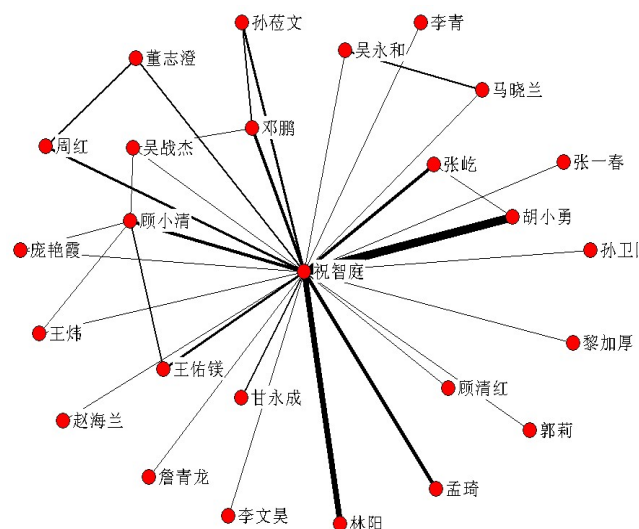 孙莅文
李青
吴永和
董志澄
马晓兰
邓鹏
周红
吴战杰
张屹
张一春
胡小勇
顾小清
庞艳霞
孙卫
祝智庭
王炜
黎加厚
王佑镁
顾清红
甘永成
赵海兰
郭莉
詹青龙
孟琦
李文昊
林阳